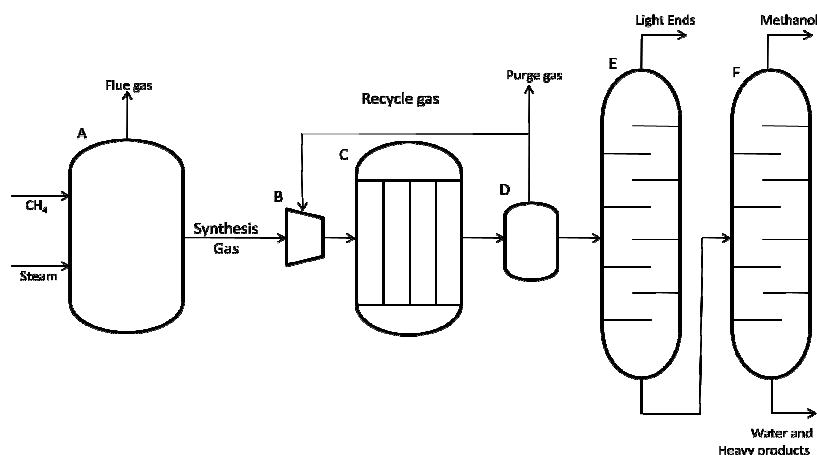 Light Ends
Methanol
E
F
Flue gas
Purge gas
Recycle gas
A
C
D
B
CH₄
Synthesis
Gas
Steam
Water and
Heavy products